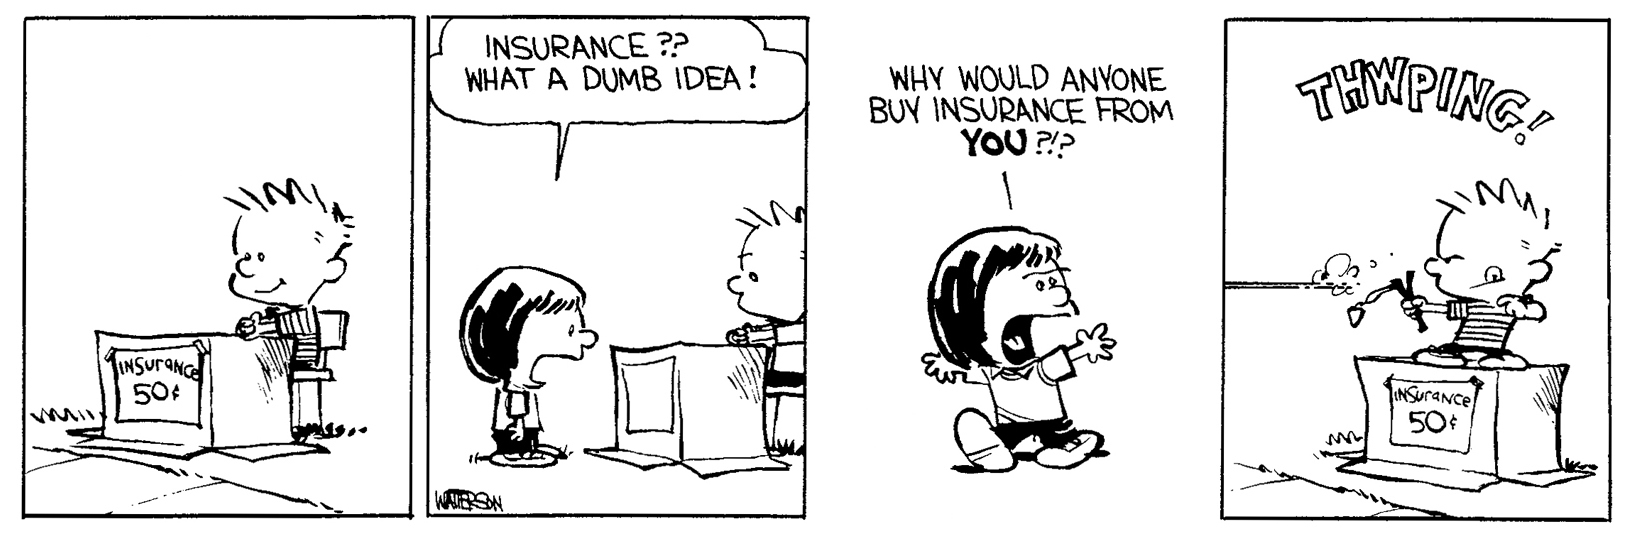 INSURANCE
50¢
INSURANCE??
WHAT A DUMB IDEA!
WATTERSON
WHY WOULD ANYONE
BUY INSURANCE FROM
YOU?!?
THWPING!
INSURANCE
50¢